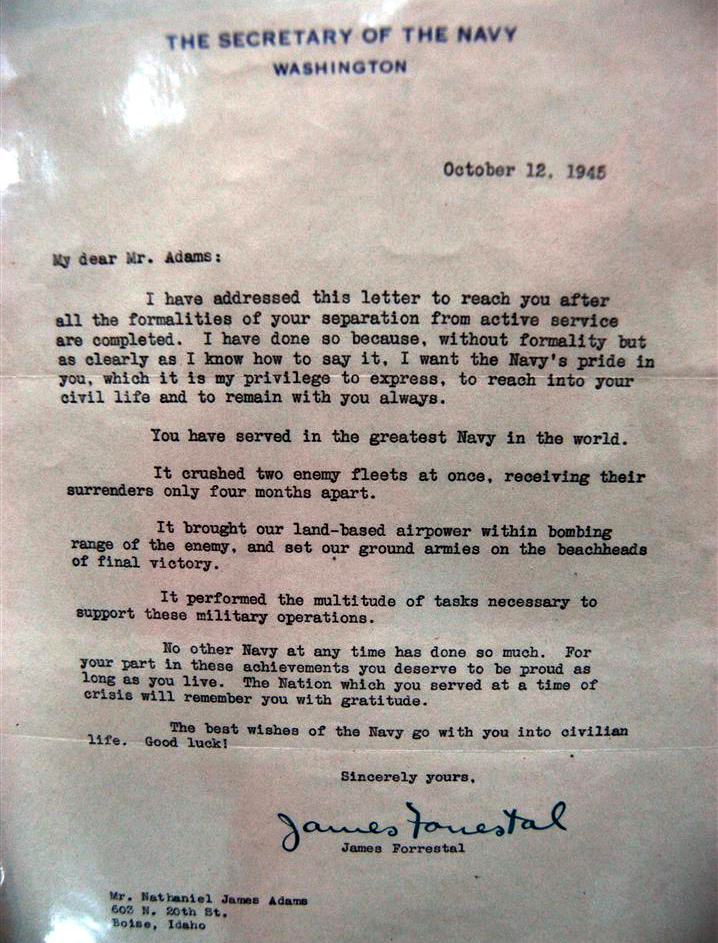 THE SECRETARY OF THE NAVY
WASHINGTON
October 12, 1945
My dear Mr. Adams:
I have addressed this letter to reach you after
all the formalities of your separation from active service
are completed. I have done so because, without formality but
as clearly as I know how to say it, I want the Navy's pride in
you, which it is my privilege to express, to reach into your
civil life and to remain with you always.
You have served in the greatest Navy in the world.
It crushed two enemy fleets at once, receiving their
surrenders only four months apart.
It brought our land-based airpower within bombing
range of the enemy, and set our ground armies on the beachheads
of final victory.
It performed the multitude of tasks necessary to
support these military operations.
No other Navy at any time has done so much. For
your part in these achievements you deserve to be proud as
long as you live. The Nation which you served at a time of
crisis will remember you with gratitude.
The best wishes of the Navy go with you into civilian
life. Good luck!
Sincerely yours,
James Forrestal
James Forrestal
Mr. Nathaniel James Adams
603 N. 20th St.
Boise, Idaho